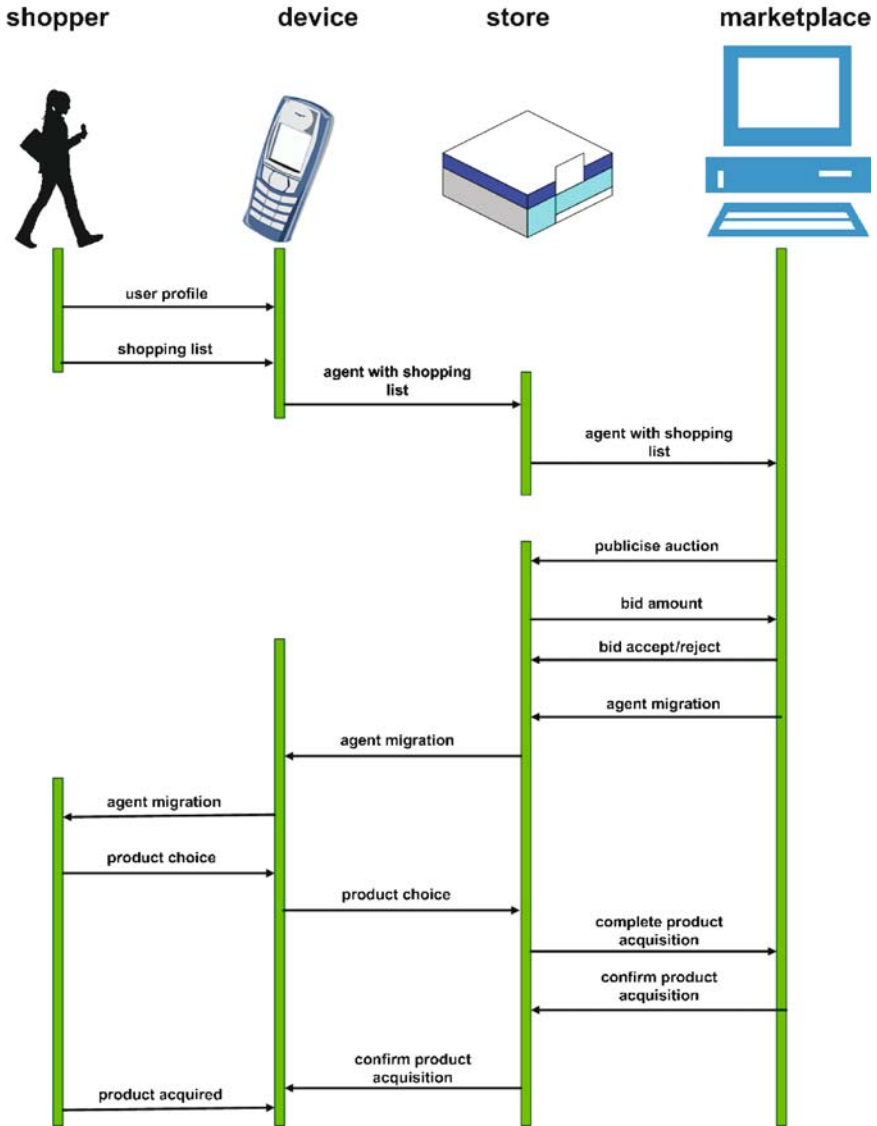 shopper device store marketplace
user profile
shopping list
agent with shopping
list
agent with shopping
list
publicise auction
bid amount
bid accept/reject
agent migration
agent migration
agent migration
product choice
product choice
complete product
acquisition
confirm product
acquisition
confirm product
acquisition
product acquired